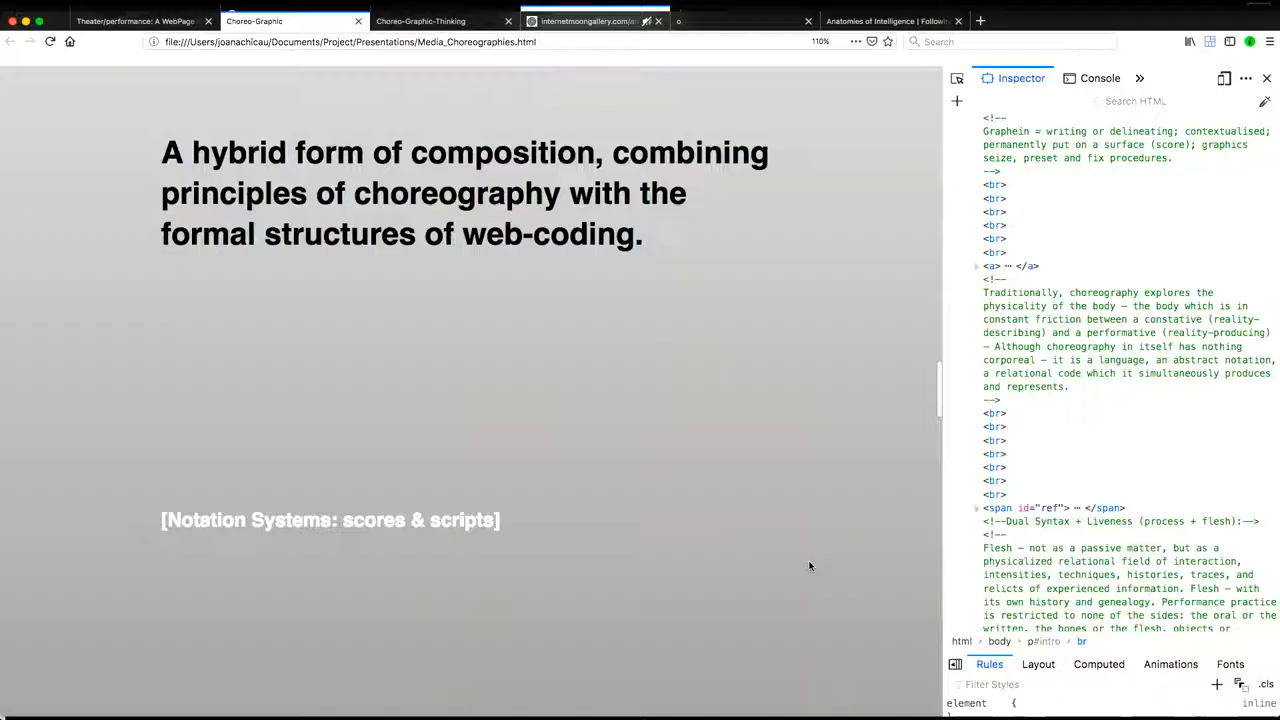 Theater/performance: A WebPage
Choreo-Graphic
Choreo-Graphic-Thinking
internetmoongallery.com/a
o
Anatomies of Intelligence | Followin
file:///Users/joanachicau/Documents/Project/Presentations/Media_Choreographies.html
110%
Search
A hybrid form of composition, combining
principles of choreography with the
formal structures of web-coding.
[Notation Systems: scores & scripts]
Inspector
Console
Search HTML
<!--
Graphein = writing or delineating; contextualised;
permanently put on a surface (score); graphics
seize, preset and fix procedures.
-->
<br>
<br>
<br>
<br>
<br>
<br>
<a> ⋯ </a>
<!--
Traditionally, choreography explores the
physicality of the body – the body which is in
constant friction between a constative (reality-
describing) and a performative (reality-producing)
– Although choreography in itself has nothing
corporeal – it is a language, an abstract notation,
a relational code which it simultaneously produces
and represents.
-->
<br>
<br>
<br>
<br>
<br>
<br>
<br>
<span id="ref"> ⋯ </span>
<!--Dual Syntax + Liveness (process + flesh):-->
<!--
Flesh – not as a passive matter, but as a
physicalized relational field of interaction,
intensities, techniques, histories, traces, and
relicts of experienced information. Flesh – with
its own history and genealogy. Performance practice
is restricted to none of the sides: the oral or the
written, the bones or the flesh, objects or
html › body › p#intro › br
Rules
Layout
Computed
Animations
Fonts
Filter Styles
.cls
element {
inline